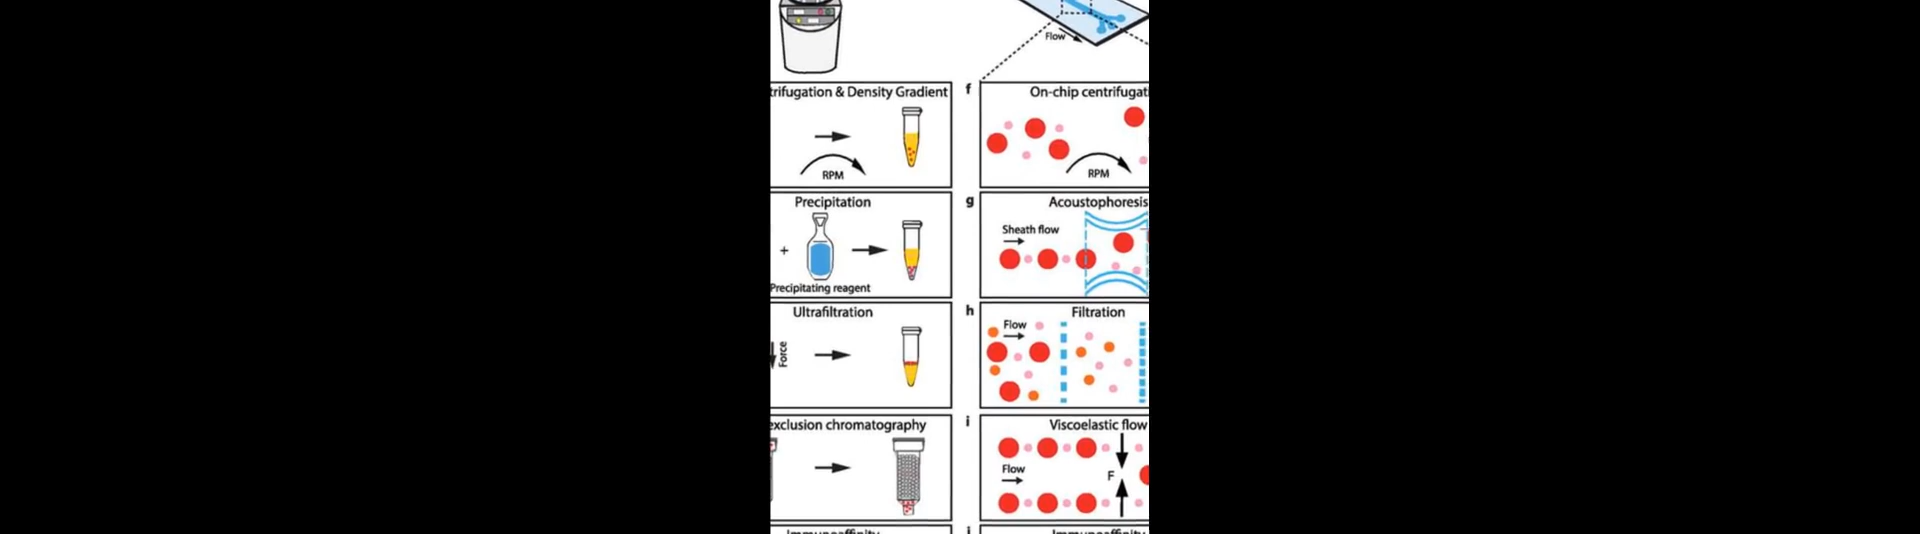 Flow
trifugation & Density Gradient
RPM
f
On-chip centrifugat
RPM
Precipitation
+
Precipitating reagent
g
Acoustophoresis
Sheath flow
Ultrafiltration
Force
h
Filtration
Flow
exclusion chromatography
i
Viscoelastic flow
Flow
F